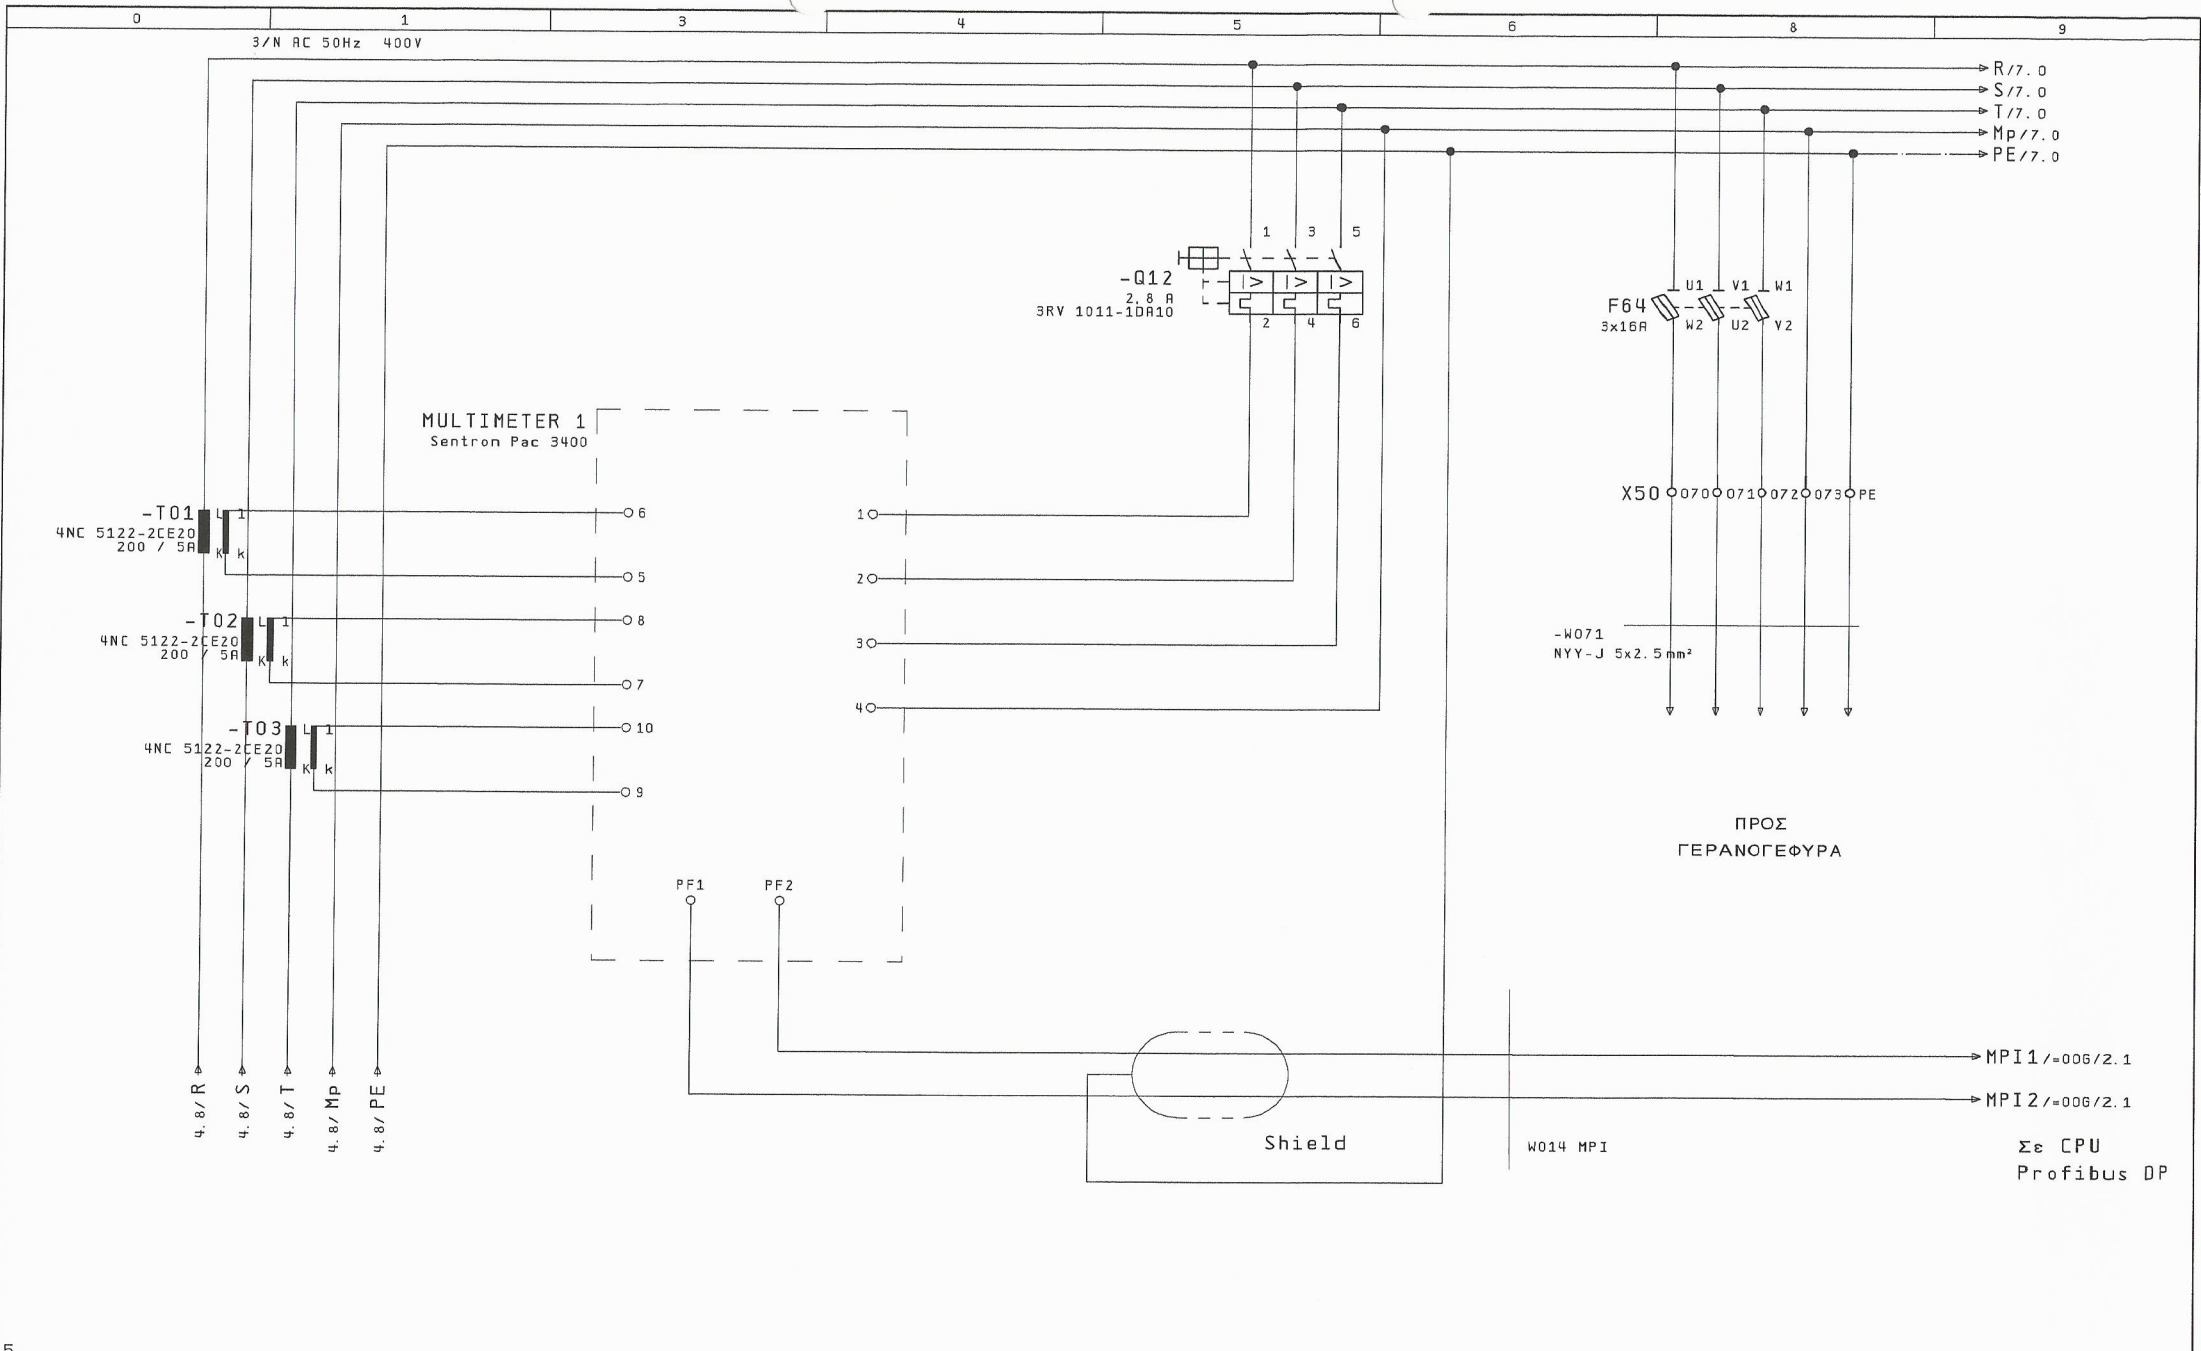 0 1 3 4 5 6 8 9
3/N AC 50Hz 400V
R/7.0
S/7.0
T/7.0
Mp/7.0
PE/7.0
1 3 5
-Q12
2,8 A
3RV 1011-1DA10
2 4 6
U1 V1 W1
F64
3x16A
W2 U2 V2
MULTIMETER 1
Sentron Pac 3400
X50 070 071 072 073 PE
-T01 L 1
4NC 5122-2CE20
200 / 5A
K k
6
5
1
2
-T02 L 1
4NC 5122-2CE20
200 / 5A
K k
8
7
3
4
-W071
NYY-J 5x2.5mm²
-T03 L 1
4NC 5122-2CE20
200 / 5A
K k
10
9
ΠΡΟΣ
ΓΕΡΑΝΟΓΕΦΥΡΑ
PF1 PF2
MPI1/=00G/2.1
MPI2/=00G/2.1
4.8/R
4.8/S
4.8/T
4.8/Mp
4.8/PE
Shield
W014 MPI
Σε CPU
Profibus DP
5